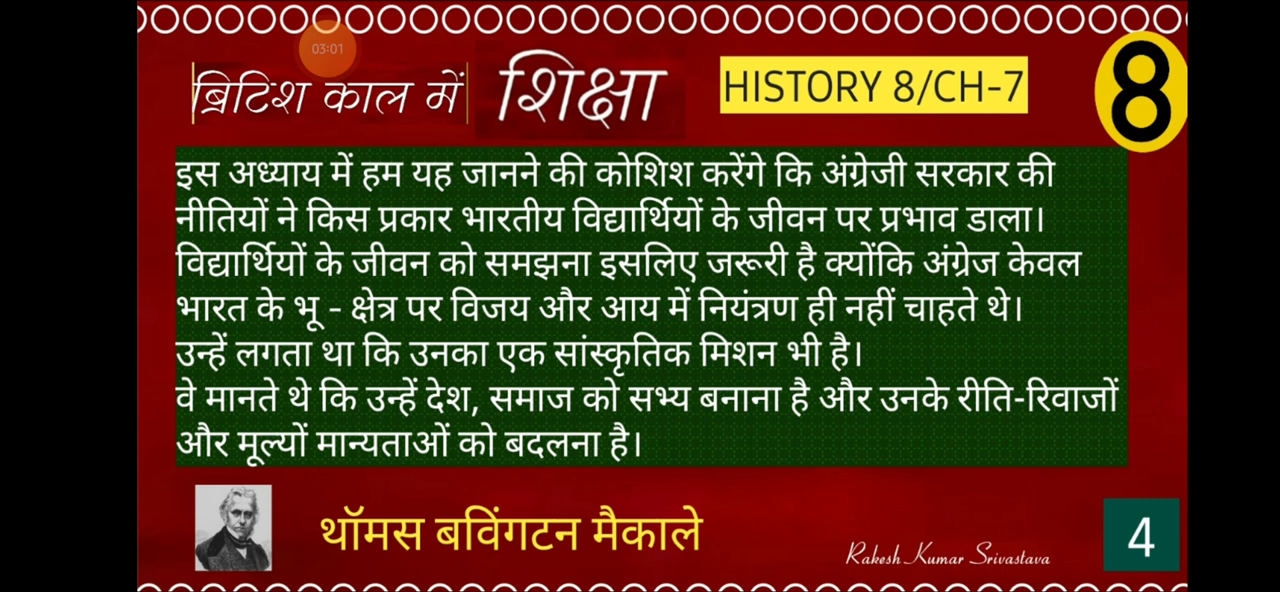 03:01
ब्रिटिश काल में शिक्षा HISTORY 8/CH-7 8
इस अध्याय में हम यह जानने की कोशिश करेंगे कि अंग्रेजी सरकार की
नीतियों ने किस प्रकार भारतीय विद्यार्थियों के जीवन पर प्रभाव डाला।
विद्यार्थियों के जीवन को समझना इसलिए जरूरी है क्योंकि अंग्रेज केवल
भारत के भू - क्षेत्र पर विजय और आय में नियंत्रण ही नहीं चाहते थे।
उन्हें लगता था कि उनका एक सांस्कृतिक मिशन भी है।
वे मानते थे कि उन्हें देश, समाज को सभ्य बनाना है और उनके रीति-रिवाजों
और मूल्यों मान्यताओं को बदलना है।
थॉमस बविंगटन मैकाले
Rakesh Kumar Srivastava
4